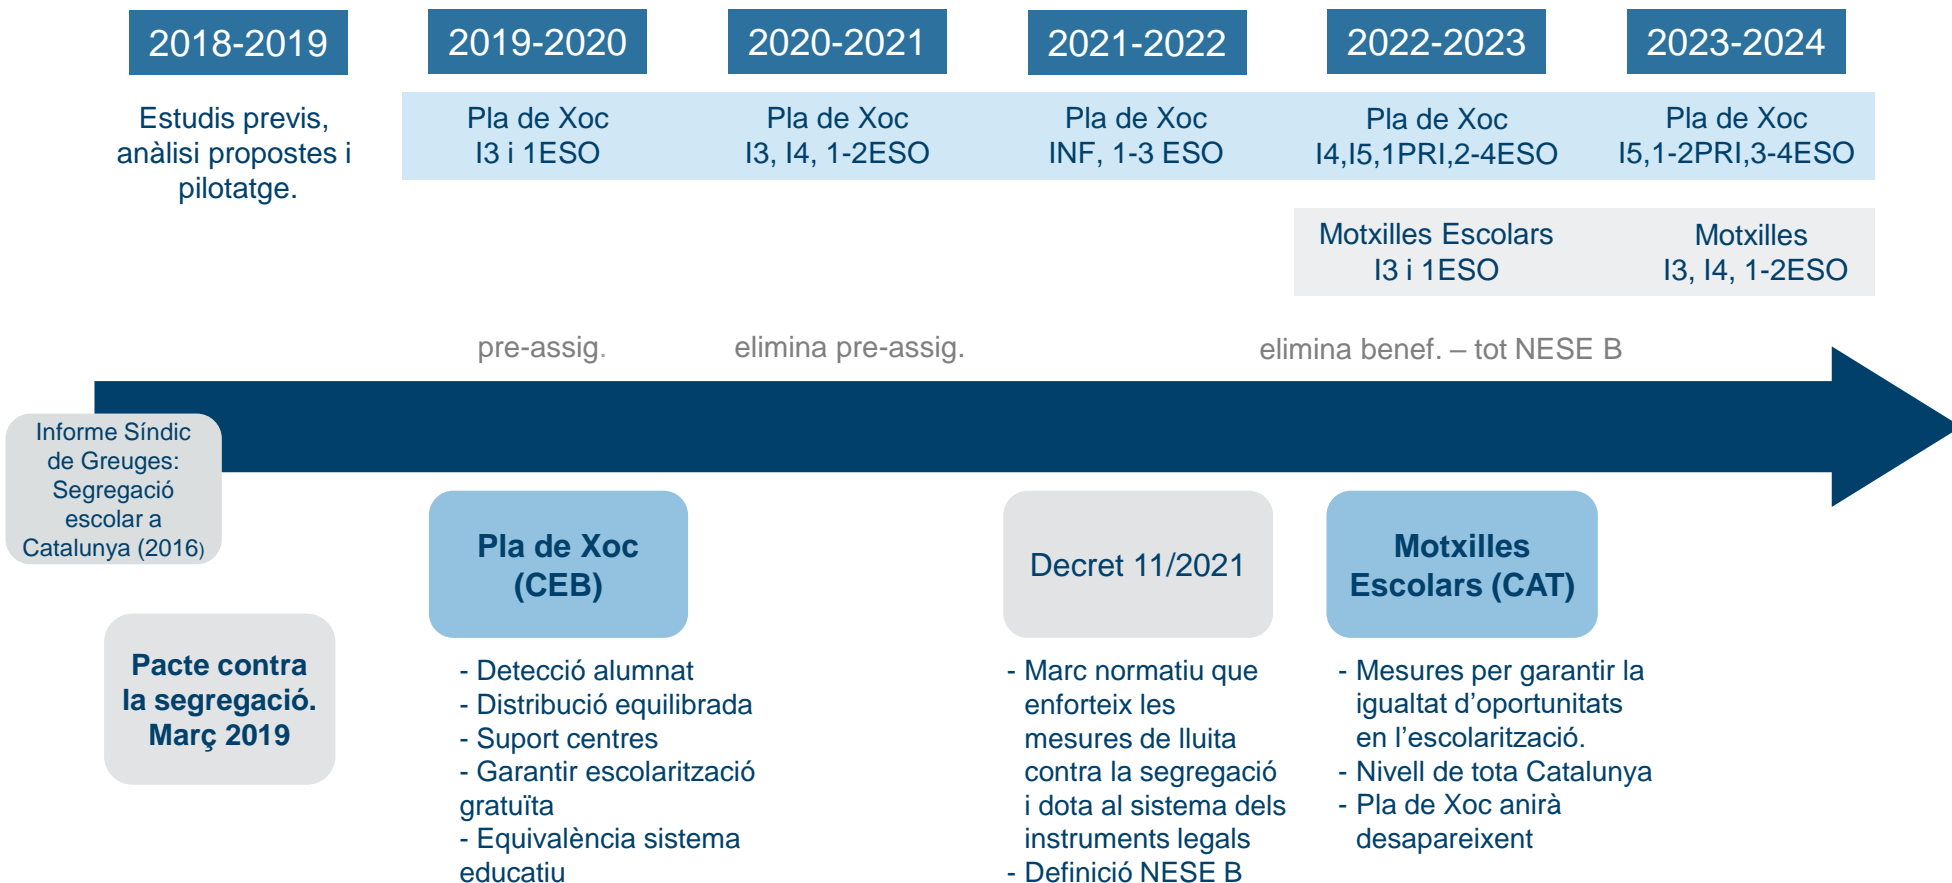 2018-2019
2019-2020
2020-2021
2021-2022
2022-2023
2023-2024
Estudis previs,
anàlisi propostes i
pilotatge.
Pla de Xoc
I3 i 1ESO
Pla de Xoc
I3, I4, 1-2ESO
Pla de Xoc
INF, 1-3 ESO
Pla de Xoc
I4,I5,1PRI,2-4ESO
Pla de Xoc
I5,1-2PRI,3-4ESO
Motxilles Escolars
I3 i 1ESO
Motxilles
I3, I4, 1-2ESO
pre-assig.
elimina pre-assig.
elimina benef. – tot NESE B
Informe Síndic
de Greuges:
Segregació
escolar a
Catalunya (2016)
Pacte contra
la segregació.
Març 2019
Pla de Xoc
(CEB)
- Detecció alumnat
- Distribució equilibrada
- Suport centres
- Garantir escolarització
gratuïta
- Equivalència sistema
educatiu
Decret 11/2021
- Marc normatiu que
enforteix les
mesures de lluita
contra la segregació
i dota al sistema dels
instruments legals
- Definició NESE B
Motxilles
Escolars (CAT)
- Mesures per garantir la
igualtat d’oportunitats
en l’escolarització.
- Nivell de tota Catalunya
- Pla de Xoc anirà
desapareixent